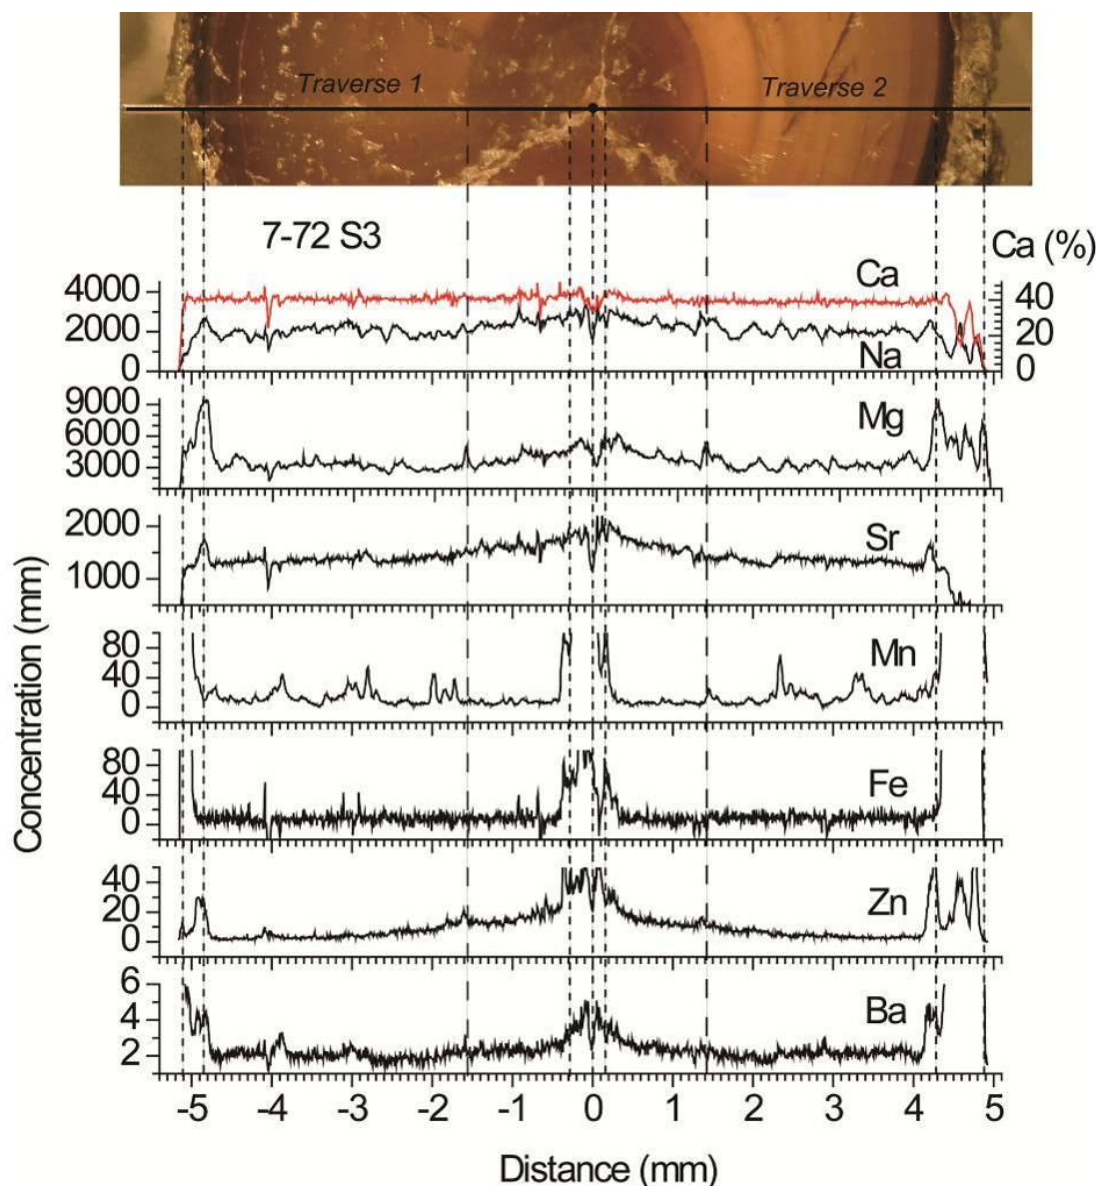 Traverse 1
Traverse 2
7-72 S3
Ca (%)
Ca
Na
4000
2000
0
40
20
0
Mg
9000
6000
3000
Sr
2000
1000
Mn
80
40
0
Fe
80
40
0
Zn
40
20
0
Ba
6
4
2
Concentration (mm)
-5 -4 -3 -2 -1 0 1 2 3 4 5
Distance (mm)